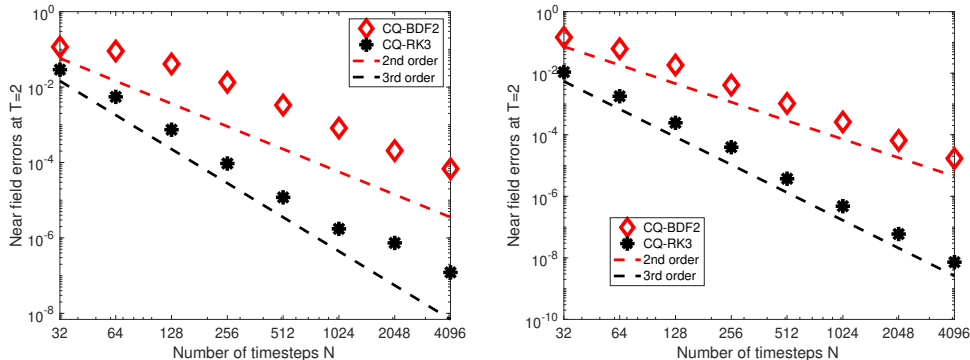 10^0
10^-2
10^-4
10^-6
10^-8
Near field errors at T=2
32 64 128 256 512 1024 2048 4096
Number of timesteps N
CQ-BDF2
CQ-RK3
2nd order
3rd order
10^0
10^-2
10^-4
10^-6
10^-8
10^-10
Near field errors at T=2
32 64 128 256 512 1024 2048 4096
Number of timesteps N
CQ-BDF2
CQ-RK3
2nd order
3rd order